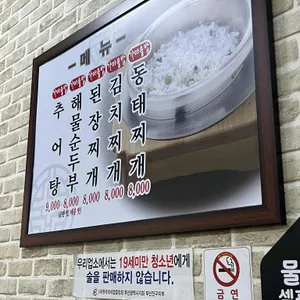 - 메 뉴 -
추어탕 9,000
해물순두부 8,000
된장찌개 8,000
김치찌개 8,000
동태찌개 8,000
우리업소에서는 19세미만 청소년에게
술을 판매하지 않습니다.
금연
물